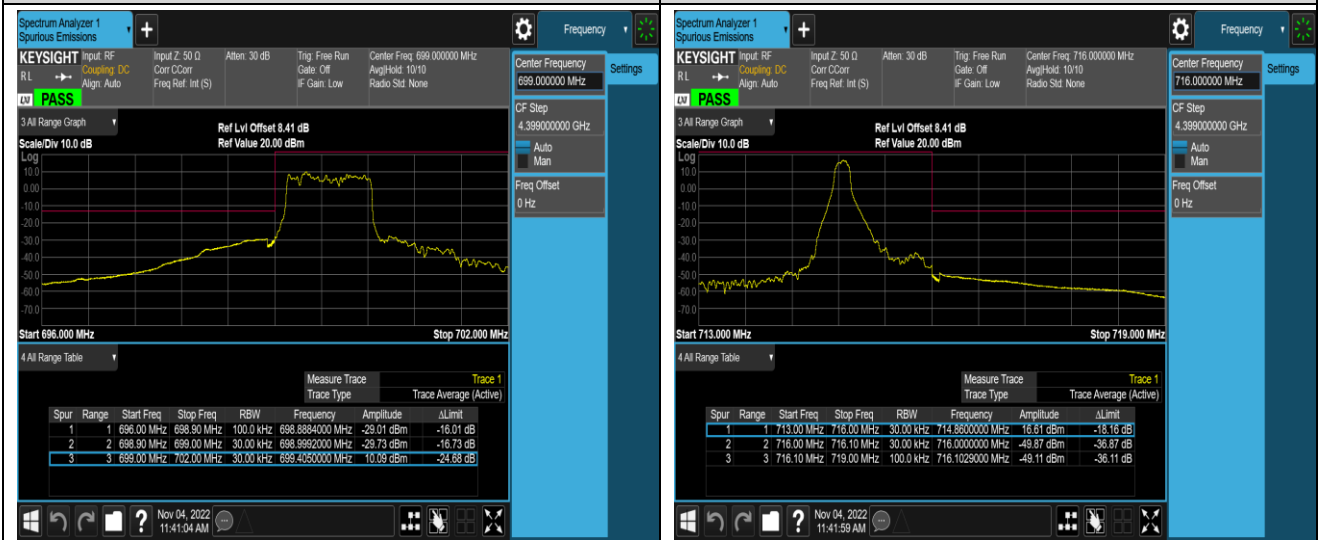 Spectrum Analyzer 1
Spurious Emissions
+
Frequency
KEYSIGHT Input: RF Input Z: 50 Ω Atten: 30 dB Trig: Free Run Center Freq: 699.000000 MHz
RL Coupling: DC Corr CCorr Gate: Off Avg|Hold: 10/10
Align: Auto Freq Ref: Int (S) IF Gain: Low Radio Std: None
LXI PASS
Center Frequency
699.000000 MHz
Settings
CF Step
4.399000000 GHz
Auto
Man
Freq Offset
0 Hz
3 All Range Graph
Ref Lvl Offset 8.41 dB
Scale/Div 10.0 dB Ref Value 20.00 dBm
Log
10.0
0.00
-10.0
-20.0
-30.0
-40.0
-50.0
-60.0
-70.0
Start 696.000 MHz Stop 702.000 MHz
4 All Range Table
Measure Trace Trace 1
Trace Type Trace Average (Active)
Spur Range Start Freq Stop Freq RBW Frequency Amplitude ΔLimit
1 1 696.00 MHz 698.90 MHz 100.0 kHz 698.8884000 MHz -29.01 dBm -16.01 dB
2 2 698.90 MHz 699.00 MHz 30.00 kHz 698.9992000 MHz -29.73 dBm -16.73 dB
3 3 699.00 MHz 702.00 MHz 30.00 kHz 699.4050000 MHz 10.09 dBm -24.68 dB
? Nov 04, 2022
11:41:04 AM
Spectrum Analyzer 1
Spurious Emissions
+
Frequency
KEYSIGHT Input: RF Input Z: 50 Ω Atten: 30 dB Trig: Free Run Center Freq: 716.000000 MHz
RL Coupling: DC Corr CCorr Gate: Off Avg|Hold: 10/10
Align: Auto Freq Ref: Int (S) IF Gain: Low Radio Std: None
LXI PASS
Center Frequency
716.000000 MHz
Settings
CF Step
4.399000000 GHz
Auto
Man
Freq Offset
0 Hz
3 All Range Graph
Ref Lvl Offset 8.41 dB
Scale/Div 10.0 dB Ref Value 20.00 dBm
Log
10.0
0.00
-10.0
-20.0
-30.0
-40.0
-50.0
-60.0
-70.0
Start 713.000 MHz Stop 719.000 MHz
4 All Range Table
Measure Trace Trace 1
Trace Type Trace Average (Active)
Spur Range Start Freq Stop Freq RBW Frequency Amplitude ΔLimit
1 1 713.00 MHz 716.00 MHz 30.00 kHz 714.8600000 MHz 16.61 dBm -18.16 dB
2 2 716.00 MHz 716.10 MHz 30.00 kHz 716.0000000 MHz -49.87 dBm -36.87 dB
3 3 716.10 MHz 719.00 MHz 100.0 kHz 716.1029000 MHz -49.11 dBm -36.11 dB
? Nov 04, 2022
11:41:59 AM